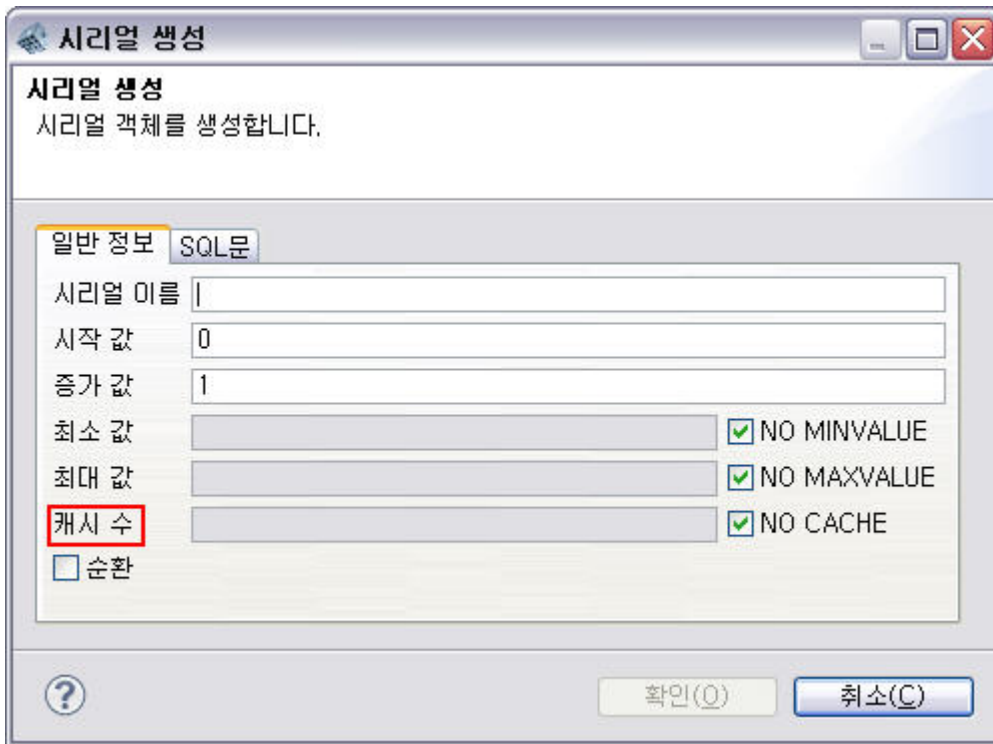 시리얼 생성
시리얼 생성
시리얼 객체를 생성합니다.
일반 정보 SQL문
시리얼 이름
시작 값 0
증가 값 1
최소 값 NO MINVALUE
최대 값 NO MAXVALUE
캐시 수 NO CACHE
순환
? 확인(O) 취소(C)